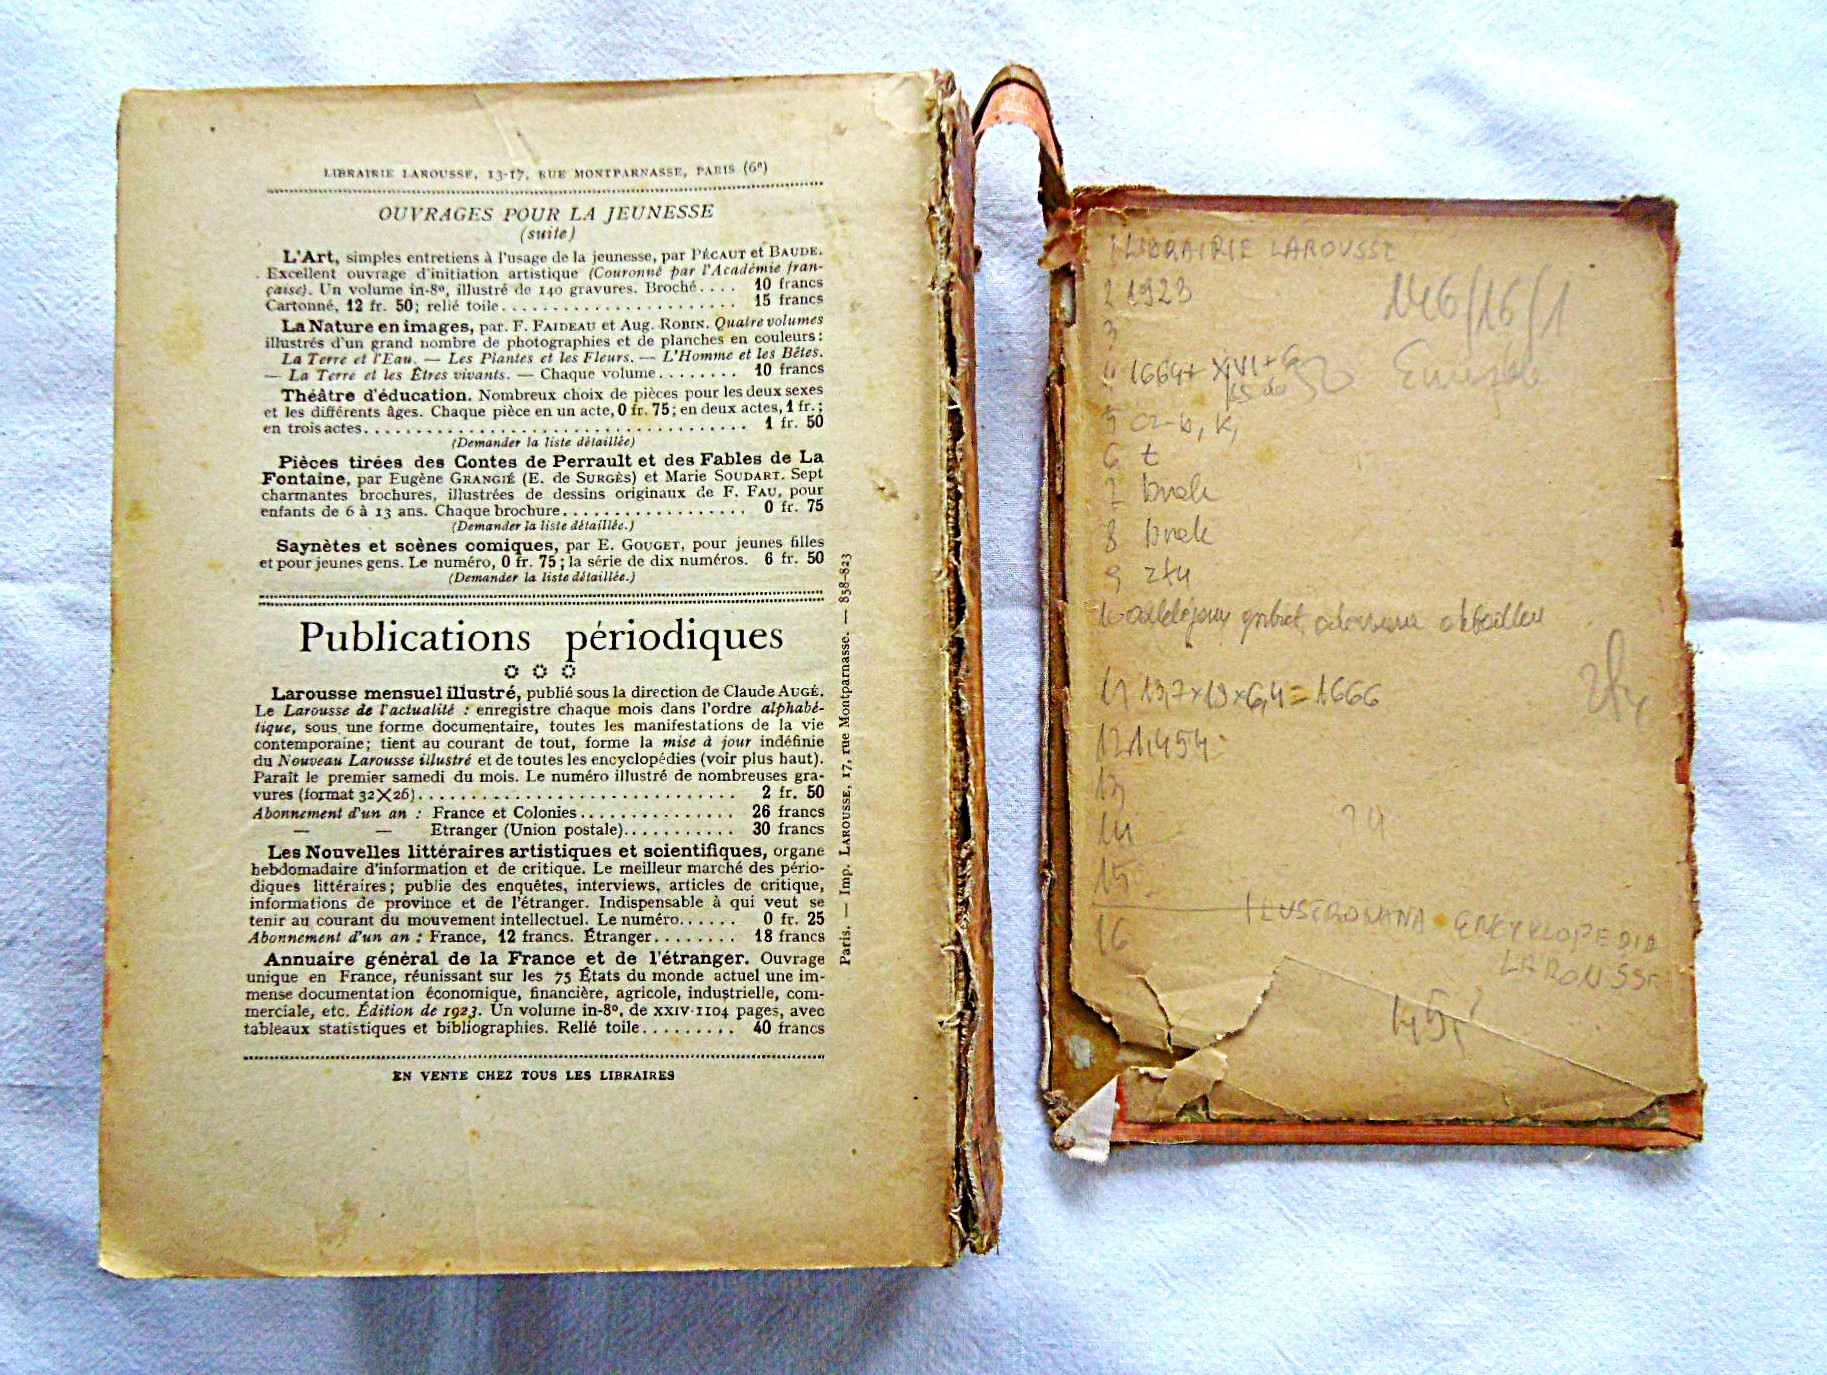 LIBRAIRIE LAROUSSE, 13-17, RUE MONTPARNASSE, PARIS (6e)
OUVRAGES POUR LA JEUNESSE
(suite)
L'Art, simples entretiens à l'usage de la jeunesse, par PÉCAUT et BAUDE.
Excellent ouvrage d'initiation artistique (Couronné par l'Académie fran-
çaise). Un volume in-8º, illustré de 140 gravures. Broché.... 10 francs
Cartonné, 12 fr. 50; relié toile.................... 15 francs
La Nature en images, par F. FAIDEAU et Aug. ROBIN. Quatre volumes
illustrés d'un grand nombre de photographies et de planches en couleurs:
La Terre et l'Eau. — Les Plantes et les Fleurs. — L'Homme et les Bêtes.
— La Terre et les Êtres vivants. — Chaque volume........ 10 francs
Théâtre d'éducation. Nombreux choix de pièces pour les deux sexes
et les différents âges. Chaque pièce en un acte, 0 fr. 75; en deux actes, 1 fr.;
en trois actes.................................. 1 fr. 50
(Demander la liste détaillée)
Pièces tirées des Contes de Perrault et des Fables de La
Fontaine, par Eugène GRANGIÉ (E. de SURGÈS) et Marie SOUDART. Sept
charmantes brochures, illustrées de dessins originaux de F. FAU, pour
enfants de 6 à 13 ans. Chaque brochure.................. 0 fr. 75
(Demander la liste détaillée.)
Saynètes et scènes comiques, par E. GOUGET, pour jeunes filles
et pour jeunes gens. Le numéro, 0 fr. 75; la série de dix numéros. 6 fr. 50
(Demander la liste détaillée.)
Publications périodiques
Larousse mensuel illustré, publié sous la direction de Claude AUGÉ.
Le Larousse de l'actualité : enregistre chaque mois dans l'ordre alphabé-
tique, sous une forme documentaire, toutes les manifestations de la vie
contemporaine; tient au courant de tout, forme la mise à jour indéfinie
du Nouveau Larousse illustré et de toutes les encyclopédies (voir plus haut).
Paraît le premier samedi du mois. Le numéro illustré de nombreuses gra-
vures (format 32×26)............................. 2 fr. 50
Abonnement d'un an : France et Colonies............... 26 francs
— — Etranger (Union postale)........... 30 francs
Les Nouvelles littéraires artistiques et scientifiques, organe
hebdomadaire d'information et de critique. Le meilleur marché des pério-
diques littéraires; publie des enquêtes, interviews, articles de critique,
informations de province et de l'étranger. Indispensable à qui veut se
tenir au courant du mouvement intellectuel. Le numéro...... 0 fr. 25
Abonnement d'un an : France, 12 francs. Étranger........ 18 francs
Annuaire général de la France et de l'étranger. Ouvrage
unique en France, réunissant sur les 75 États du monde actuel une im-
mense documentation économique, financière, agricole, industrielle, com-
merciale, etc. Édition de 1923. Un volume in-8º, de XXIV-1104 pages, avec
tableaux statistiques et bibliographies. Relié toile......... 40 francs
EN VENTE CHEZ TOUS LES LIBRAIRES
Paris. — Imp. LAROUSSE, 17, rue Montparnasse. — 858-823
1 LIBRAIRIE LAROUSSE
2 1923
146/16/1
3
4 1664+ XVI+
5 a-b, K,
6 t
7 brak
8 brak
9 zły
10
11 13,7×19×6,4=1666
12 1,454
13
14
15
16
ILUSTROWANA ENCYKLOPEDIA
LAROUSSE